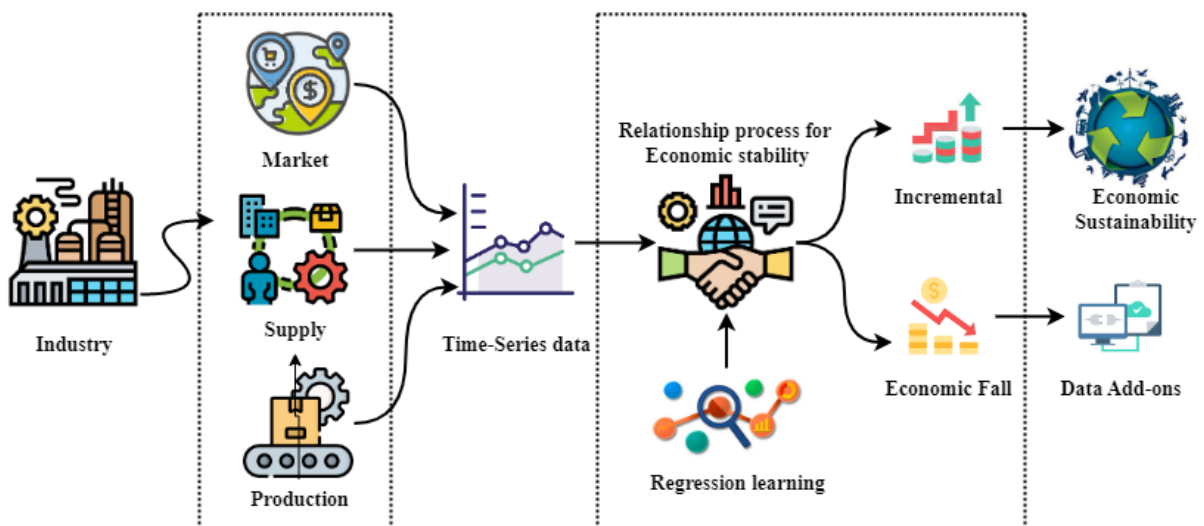 Market
Relationship process for
Economic stability
Incremental
Economic
Sustainability
Industry
Supply
Time-Series data
Economic Fall
Data Add-ons
Regression learning
Production